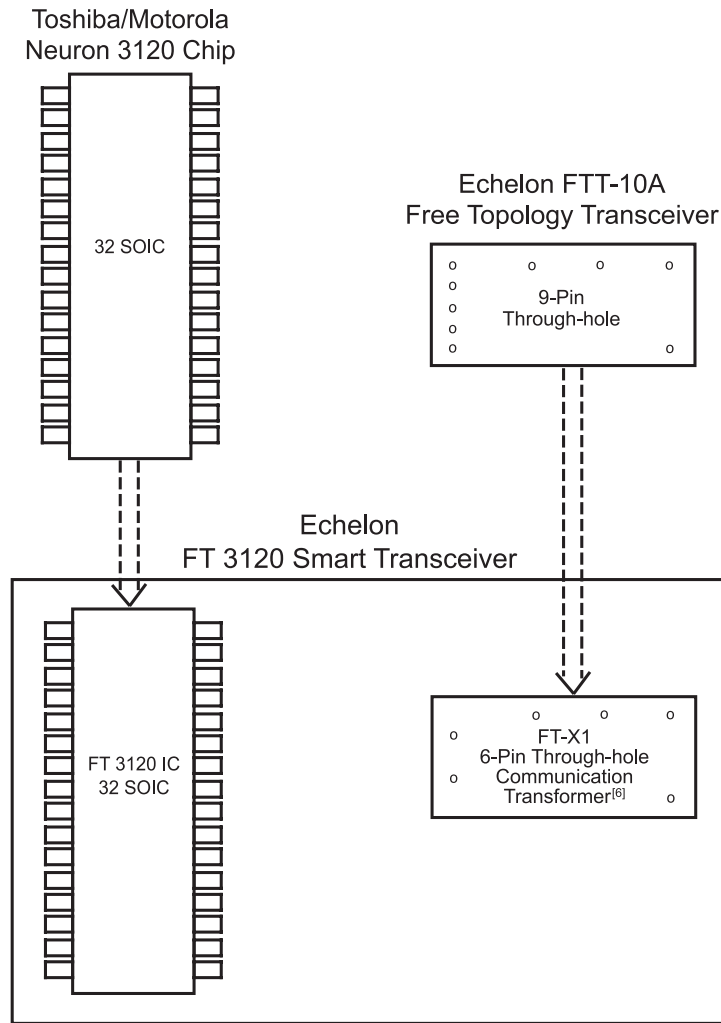 Toshiba/Motorola
Neuron 3120 Chip
32 SOIC
Echelon FTT-10A
Free Topology Transceiver
9-Pin
Through-hole
Echelon
FT 3120 Smart Transceiver
FT 3120 IC
32 SOIC
FT-X1
6-Pin Through-hole
Communication
Transformer[6]